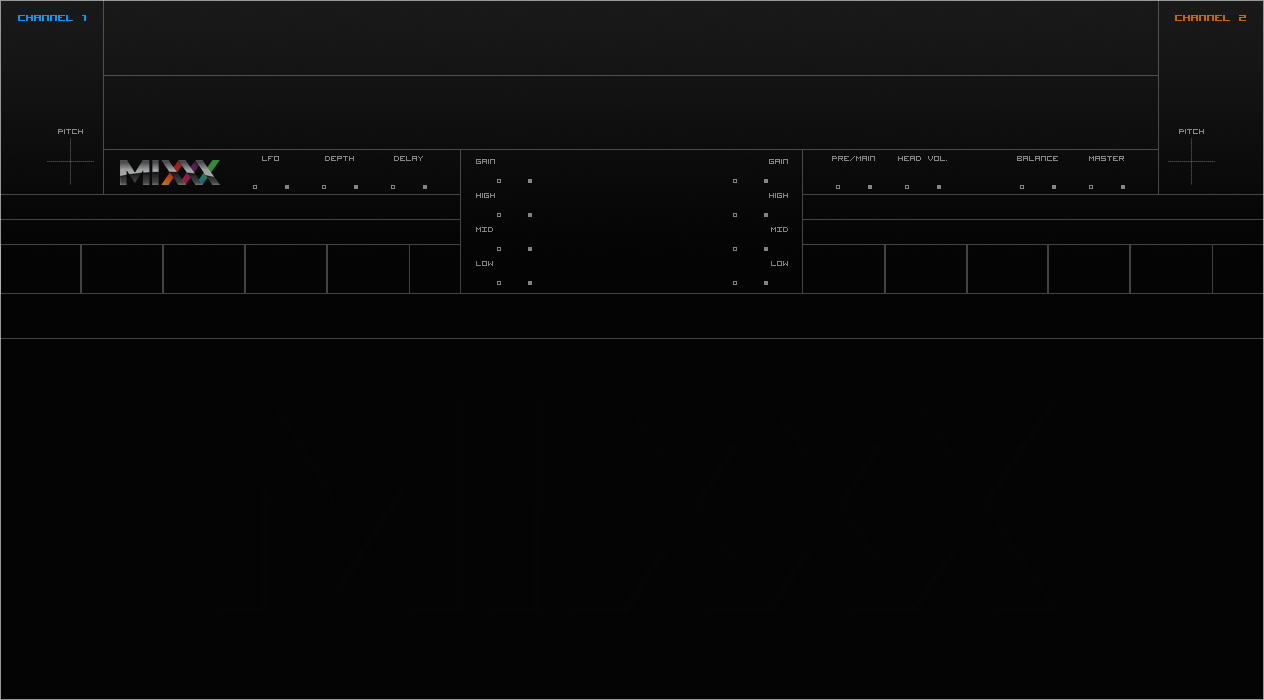 CHANNEL 1
CHANNEL 2
PITCH
PITCH
MIXXX
LFO DEPTH DELAY
GAIN
GAIN
PRE/MAIN HEAD VOL. BALANCE MASTER
HIGH
HIGH
MID
MID
LOW
LOW